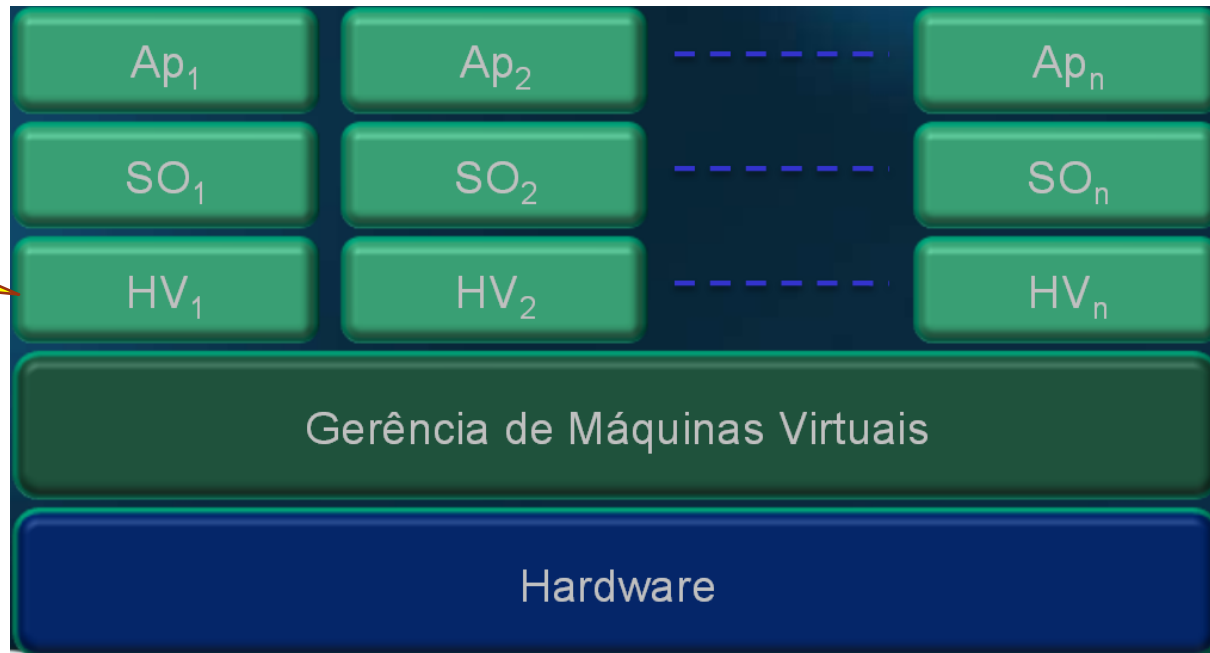 Ap₁ Ap₂ Apₙ
SO₁ SO₂ SOₙ
HV₁ HV₂ HVₙ
Gerência de Máquinas Virtuais
Hardware